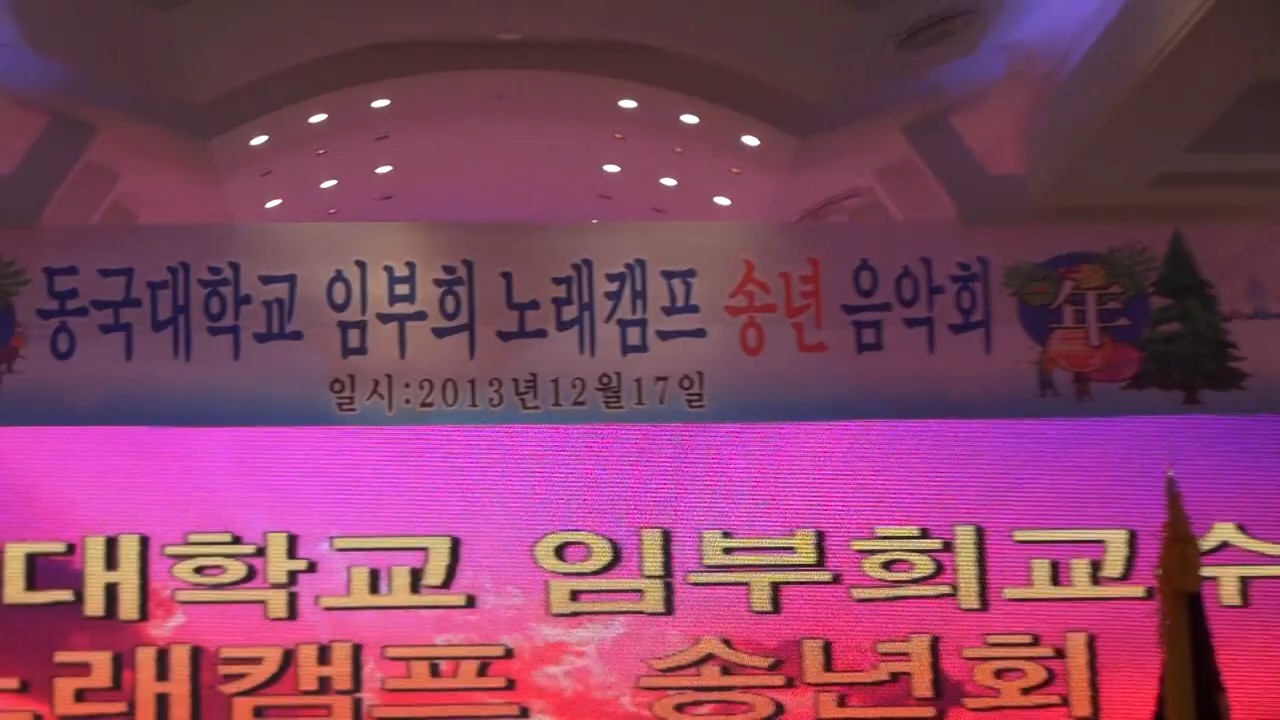 동국대학교 임부희 노래캠프 송년 음악회
年
일시:2013년12월17일
대학교 임부희교수
노래캠프 송년회